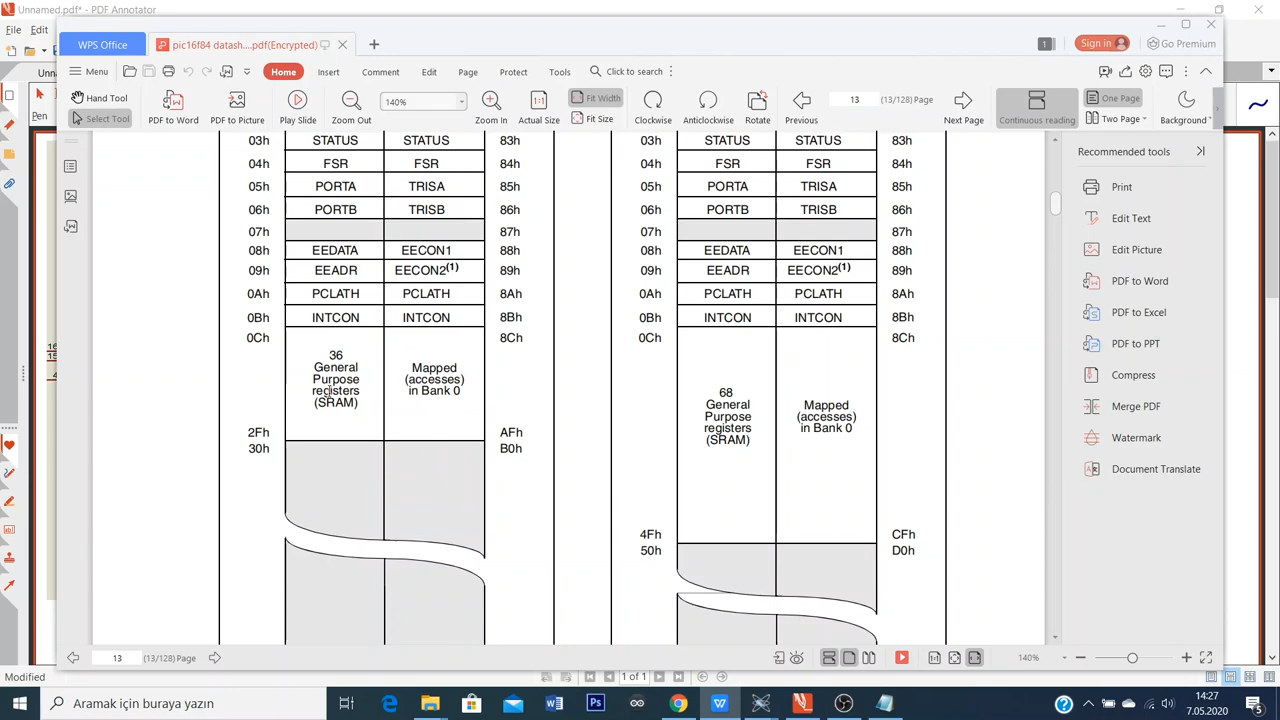 Unnamed.pdf* - PDF Annotator
File Edit
WPS Office
pic16f84 datash....pdf(Encrypted)
1
Sign in
Go Premium
Menu
Home
Insert
Comment
Edit
Page
Protect
Tools
Click to search
New
Unn
Pen
Hand Tool
Select Tool
PDF to Word
PDF to Picture
Play Slide
Zoom Out
140%
Zoom In
Actual Size
Fit Width
Fit Size
Clockwise
Anticlockwise
Rotate
Previous
13
(13/128)Page
Next Page
Continuous reading
One Page
Two Page
Background
03h STATUS STATUS 83h
04h FSR FSR 84h
05h PORTA TRISA 85h
06h PORTB TRISB 86h
07h 87h
08h EEDATA EECON1 88h
09h EEADR EECON2(1) 89h
0Ah PCLATH PCLATH 8Ah
0Bh INTCON INTCON 8Bh
0Ch 8Ch
36
General
Purpose
registers
(SRAM)
Mapped
(accesses)
in Bank 0
2Fh AFh
30h B0h
03h STATUS STATUS 83h
04h FSR FSR 84h
05h PORTA TRISA 85h
06h PORTB TRISB 86h
07h 87h
08h EEDATA EECON1 88h
09h EEADR EECON2(1) 89h
0Ah PCLATH PCLATH 8Ah
0Bh INTCON INTCON 8Bh
0Ch 8Ch
68
General
Purpose
registers
(SRAM)
Mapped
(accesses)
in Bank 0
4Fh CFh
50h D0h
Recommended tools
Print
Edit Text
Edit Picture
PDF to Word
PDF to Excel
PDF to PPT
Compress
Merge PDF
Watermark
Document Translate
13
(13/128)Page
140%
Modified
1 of 1
Aramak için buraya yazın
14:27
7.05.2020
5